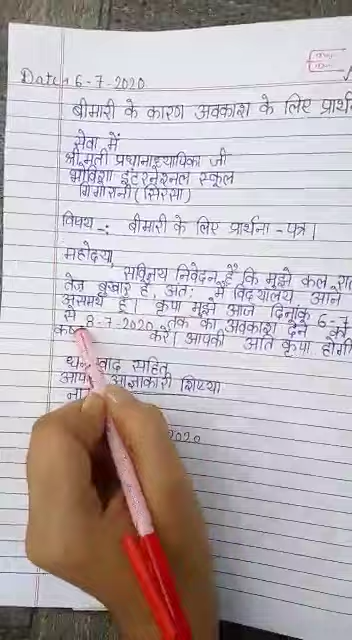 Date : 6-7-2020
बीमारी के कारण अवकाश के लिए प्रार्थ
सेवा में
श्रीमती प्रधानाध्यापिका जी
इंटरनेशनल स्कूल
(सिरसा)
विषय -: बीमारी के लिए प्रार्थना - पत्र।
महोदया,
सविनय निवेदन है कि मुझे कल रात
तेज बुखार है, अतः मैं विद्यालय आने
असमर्थ हूँ। कृपा मुझे आज दिनांक 6-7
से 8-7-2020 तक का अवकाश देने को
कष्ट करें। आपकी अति कृपा होगी
धन्यवाद सहित
आपकी आज्ञाकारी शिष्या
ना
2020